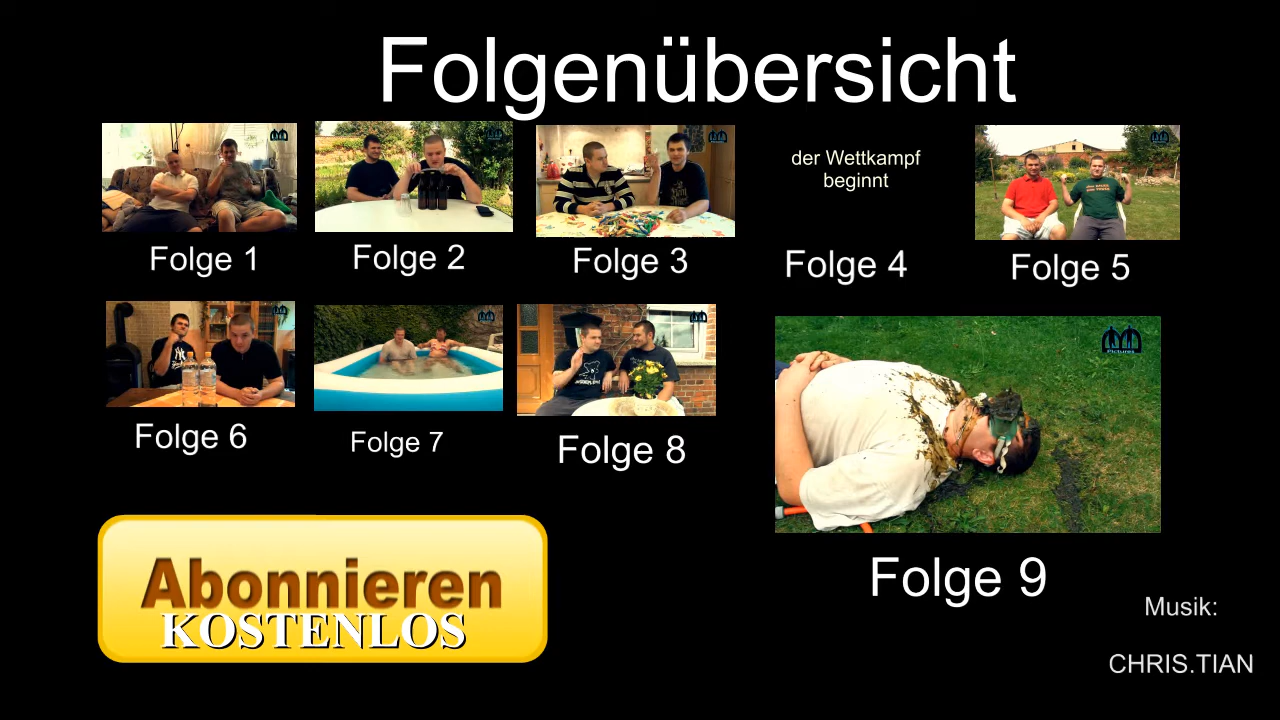 Folgenübersicht
der Wettkampf
beginnt
Folge 1
Folge 2
Folge 3
Folge 4
Folge 5
Folge 6
Folge 7
Folge 8
Pictures
Folge 9
Abonnieren
KOSTENLOS
Musik:
CHRIS.TIAN